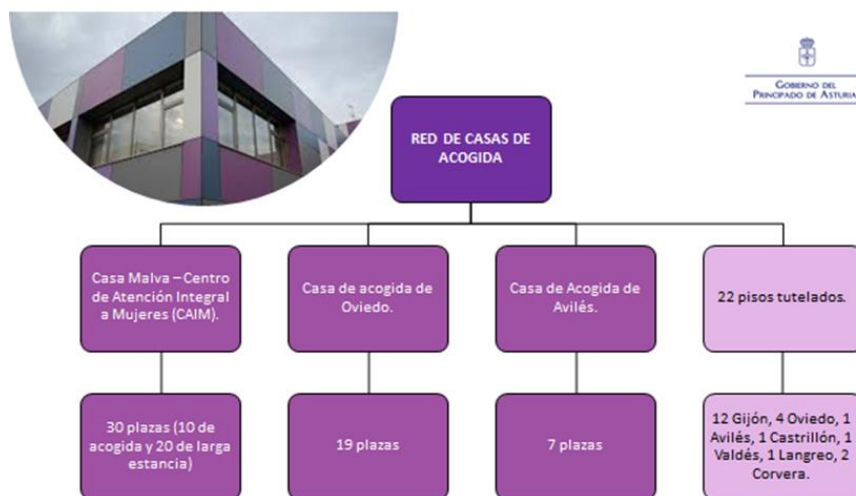 GOBIERNO DEL
PRINCIPADO DE ASTURIAS
RED DE CASAS DE
ACOGIDA
Casa Malva – Centro
de Atención Integral
a Mujeres (CAIM).
Casa de acogida de
Oviedo.
Casa de Acogida de
Avilés.
22 pisos tutelados.
30 plazas (10 de
acogida y 20 de larga
estancia)
19 plazas
7 plazas
12 Gijón, 4 Oviedo, 1
Avilés, 1 Castrillón, 1
Valdés, 1 Langreo, 2
Corvera.